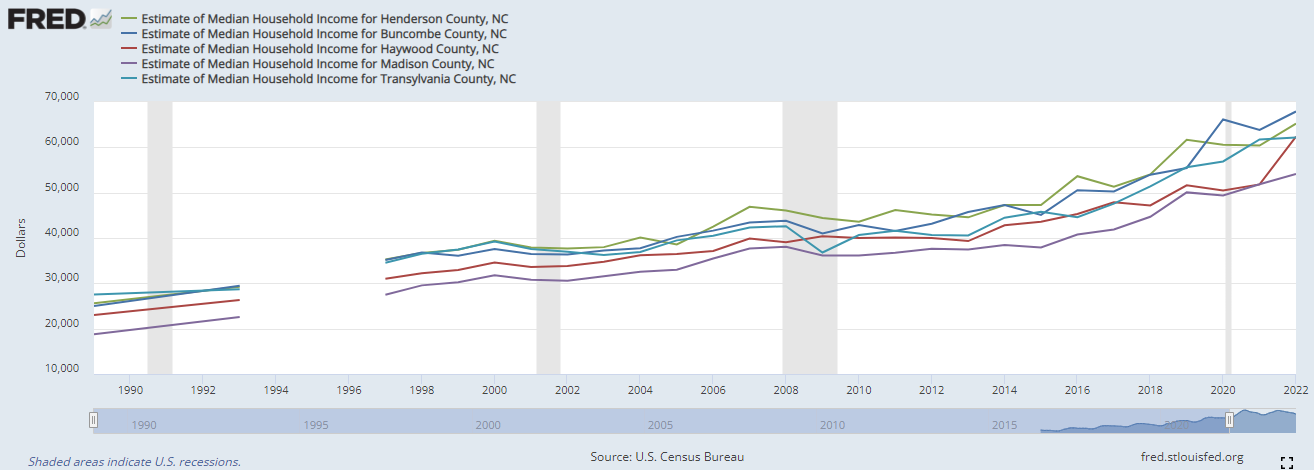 FRED
Estimate of Median Household Income for Henderson County, NC
Estimate of Median Household Income for Buncombe County, NC
Estimate of Median Household Income for Haywood County, NC
Estimate of Median Household Income for Madison County, NC
Estimate of Median Household Income for Transylvania County, NC
70,000
60,000
50,000
40,000
30,000
20,000
10,000
Dollars
1990 1992 1994 1996 1998 2000 2002 2004 2006 2008 2010 2012 2014 2016 2018 2020 2022
1990 1995 2000 2005 2010 2015 2020
Shaded areas indicate U.S. recessions.
Source: U.S. Census Bureau
fred.stlouisfed.org